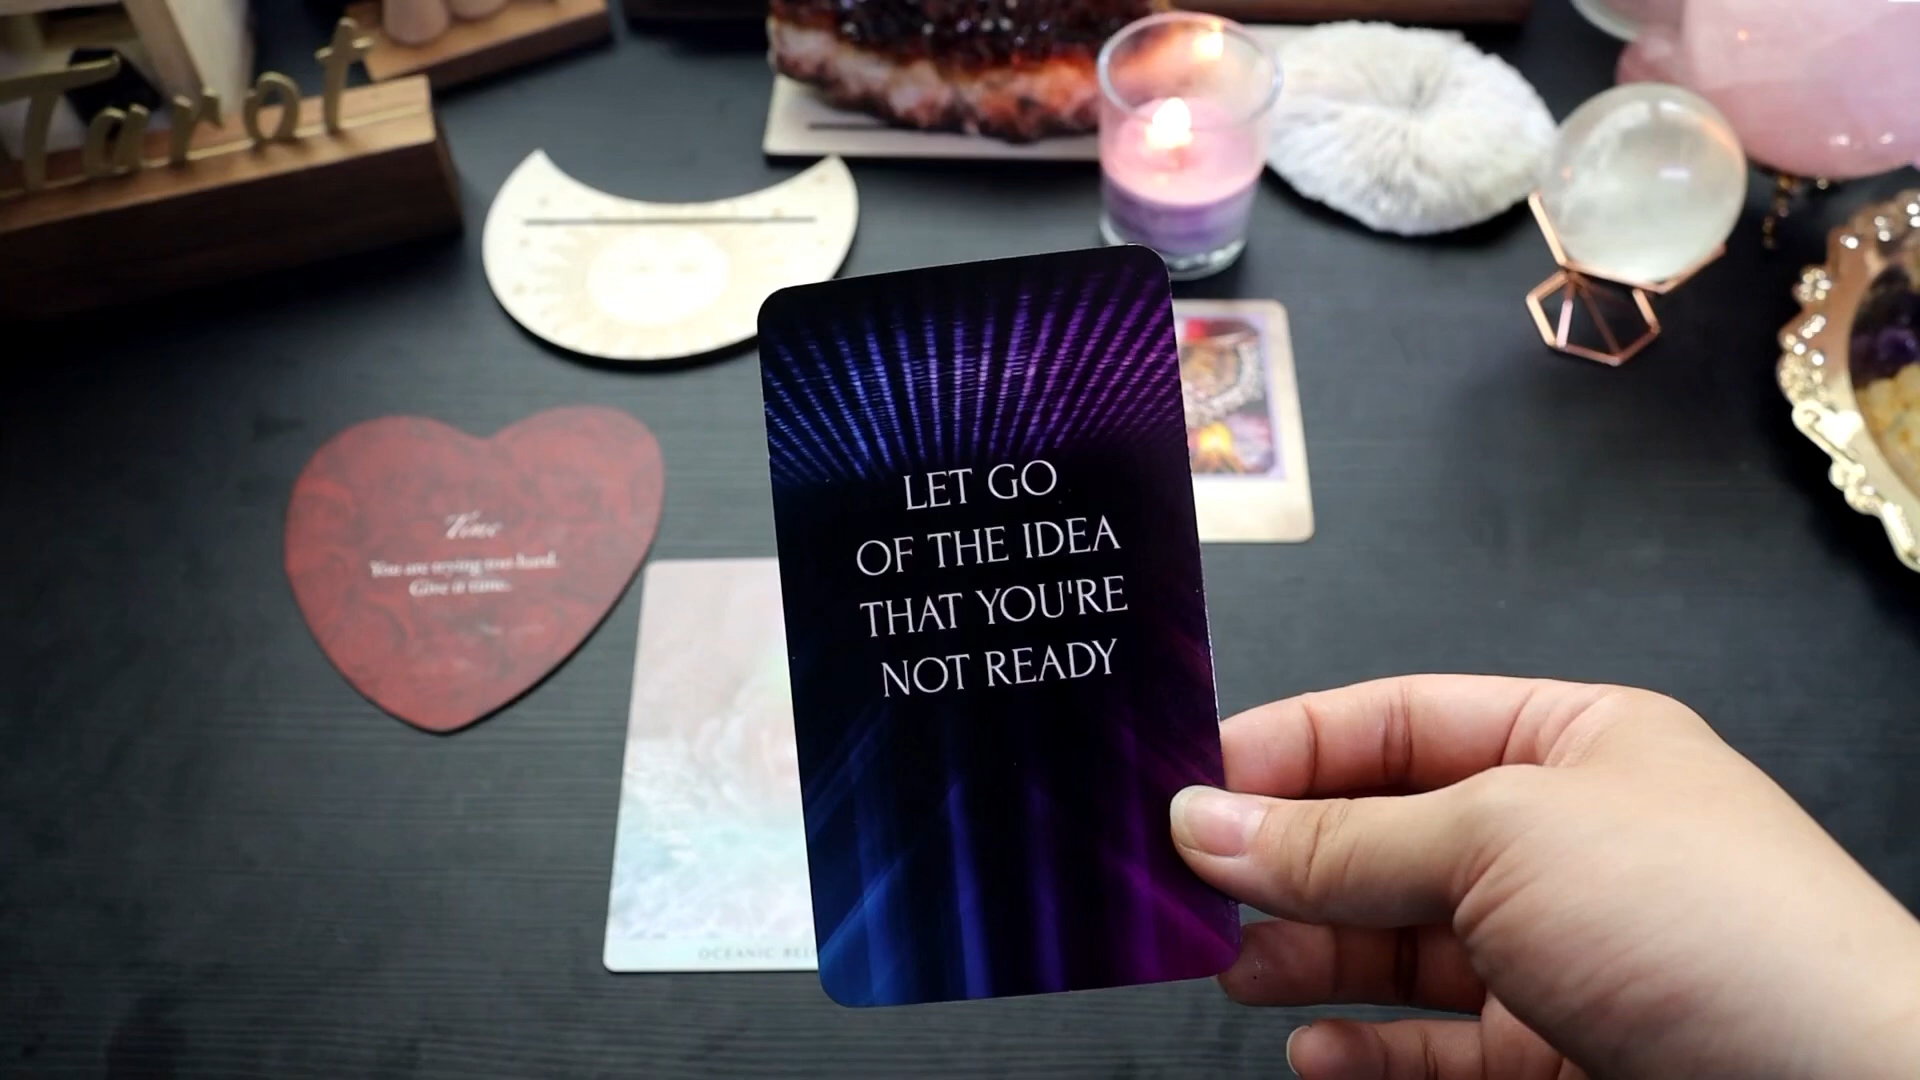 Tarot
LET GO
OF THE IDEA
THAT YOU'RE
NOT READY
Time
You are trying too hard.
Give it time.
OCEANIC